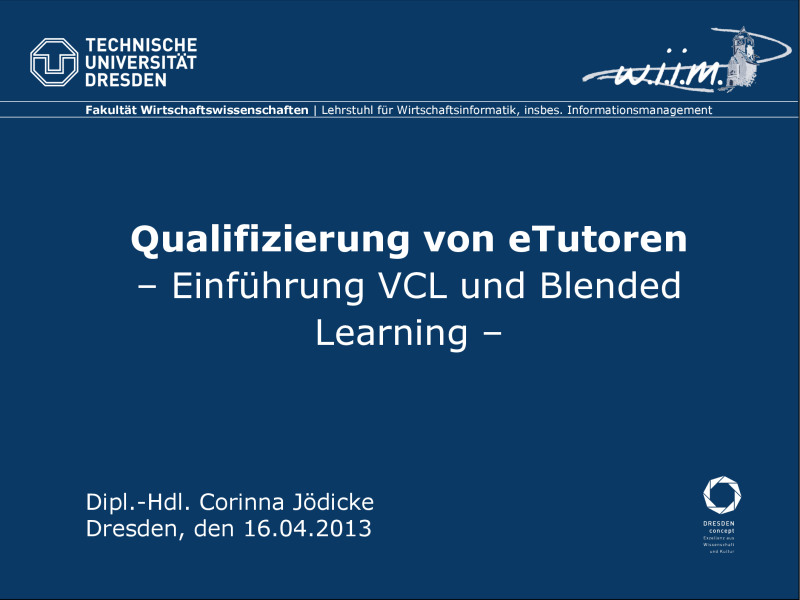 TECHNISCHE
UNIVERSITÄT
DRESDEN
w.i.i.m.
Fakultät Wirtschaftswissenschaften | Lehrstuhl für Wirtschaftsinformatik, insbes. Informationsmanagement
Qualifizierung von eTutoren
– Einführung VCL und Blended
Learning –
Dipl.-Hdl. Corinna Jödicke
Dresden, den 16.04.2013
DRESDEN
concept
Exzellenz aus
Wissenschaft
und Kultur